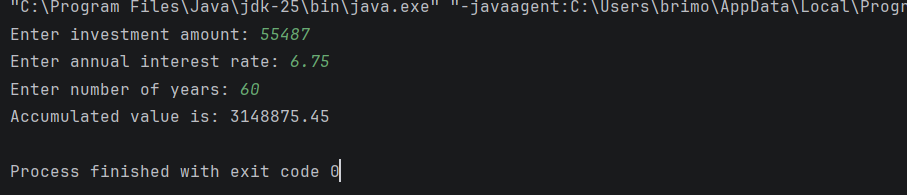 "C:\Program Files\Java\jdk-25\bin\java.exe" "-javaagent:C:\Users\brimo\AppData\Local\Progr
Enter investment amount: 55487
Enter annual interest rate: 6.75
Enter number of years: 60
Accumulated value is: 3148875.45
Process finished with exit code 0